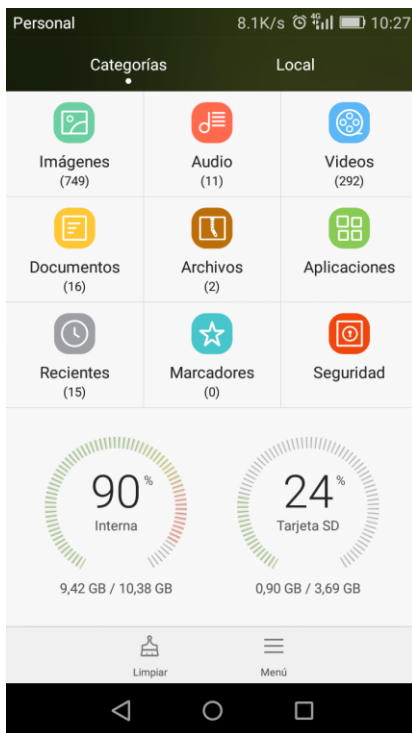 Personal 8.1K/s 4G 10:27
Categorías Local
Imágenes Audio Videos
(749) (11) (292)
Documentos Archivos Aplicaciones
(16) (2)
Recientes Marcadores Seguridad
(15) (0)
90% 24%
Interna Tarjeta SD
9,42 GB / 10,38 GB 0,90 GB / 3,69 GB
Limpiar Menú